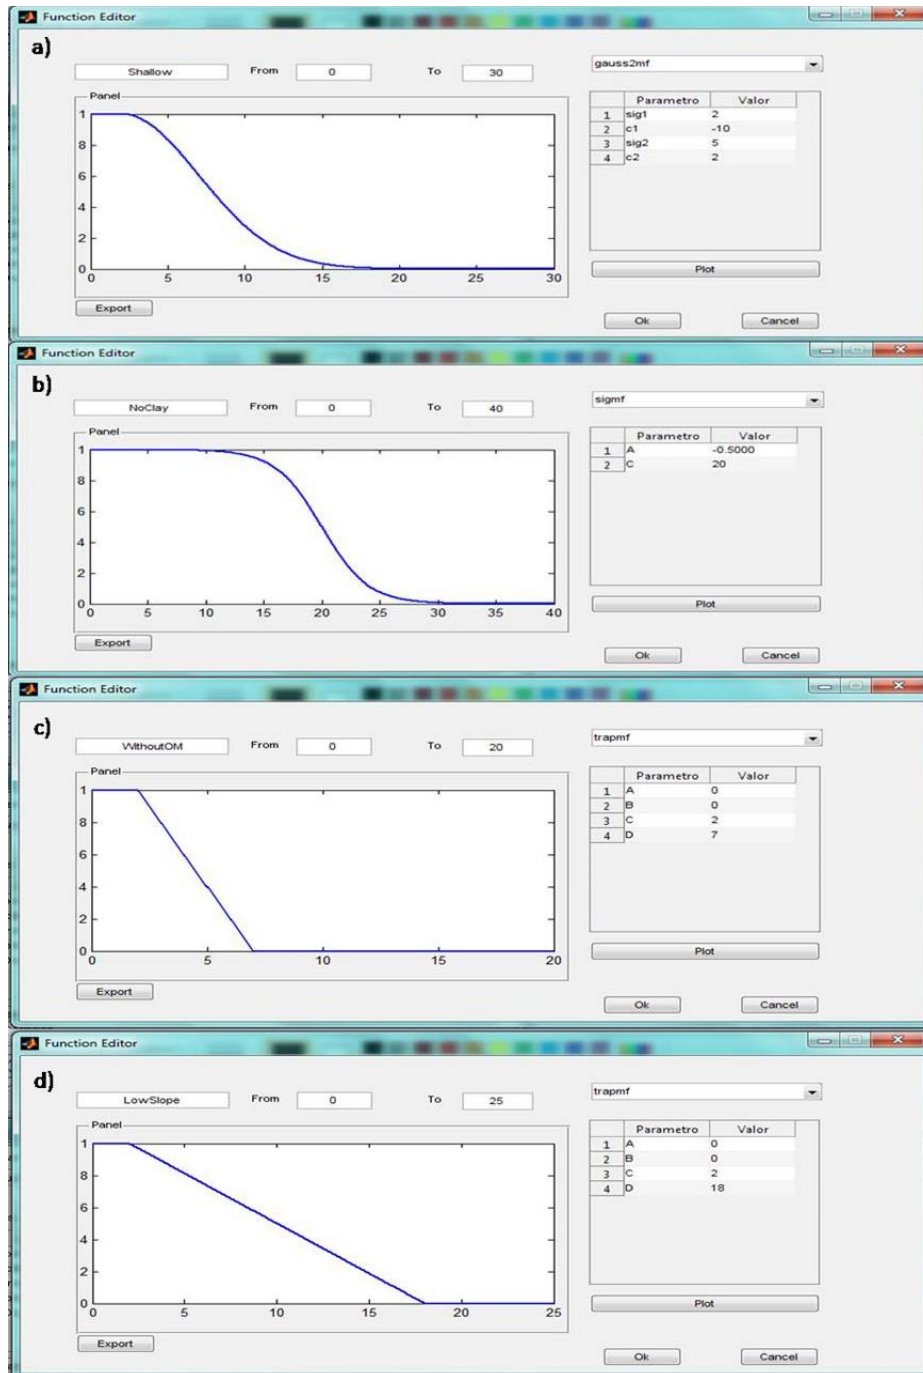 Function Editor
a)
Shallow From 0 To 30
gauss2mf
Panel
Parametro Valor
1 sig1 2
2 c1 -10
3 sig2 5
4 c2 2
1
8
6
4
2
0
0 5 10 15 20 25 30
Plot
Export
Ok Cancel
Function Editor
b)
NoClay From 0 To 40
sigmf
Panel
Parametro Valor
1 A -0.5000
2 C 20
1
8
6
4
2
0
0 5 10 15 20 25 30 35 40
Plot
Export
Ok Cancel
Function Editor
c)
WithoutOM From 0 To 20
trapmf
Panel
Parametro Valor
1 A 0
2 B 0
3 C 2
4 D 7
1
8
6
4
2
0
0 5 10 15 20
Plot
Export
Ok Cancel
Function Editor
d)
LowSlope From 0 To 25
trapmf
Panel
Parametro Valor
1 A 0
2 B 0
3 C 2
4 D 18
1
8
6
4
2
0
0 5 10 15 20 25
Plot
Export
Ok Cancel